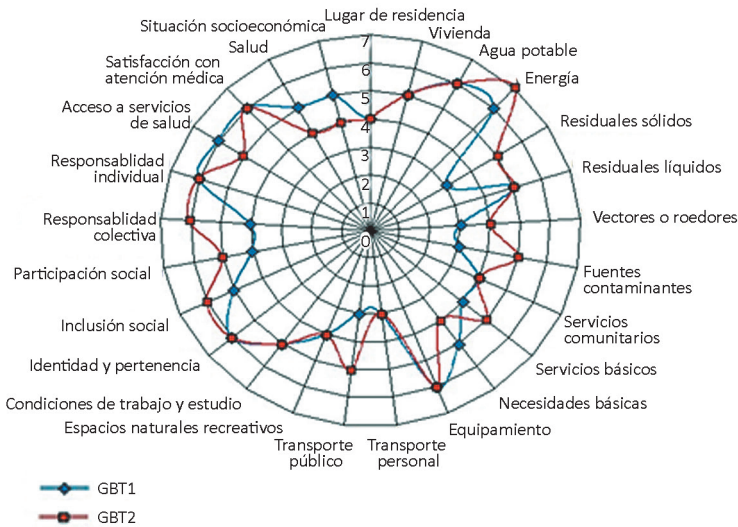 Lugar de residencia
Vivienda
Agua potable
Energía
Residuales sólidos
Residuales líquidos
Vectores o roedores
Fuentes
contaminantes
Servicios
comunitarios
Servicios básicos
Necesidades básicas
Equipamiento
Transporte
personal
Transporte
público
Espacios naturales recreativos
Condiciones de trabajo y estudio
Identidad y pertenencia
Inclusión social
Participación social
Responsablidad
colectiva
Responsablidad
individual
Acceso a servicios
de salud
Satisfacción con
atención médica
Salud
Situación socioeconómica
7
6
5
4
3
2
1
0
GBT1
GBT2